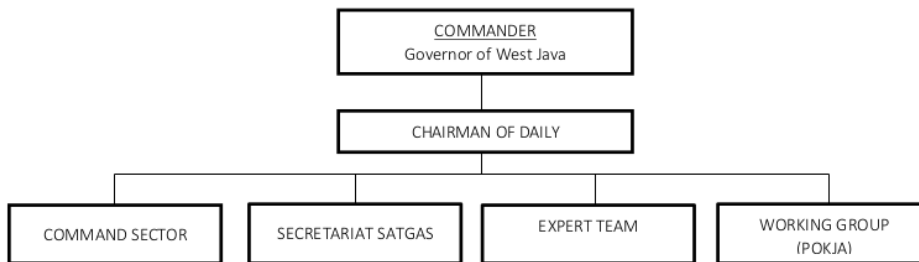 COMMANDER
Governor of West Java
CHAIRMAN OF DAILY
COMMAND SECTOR
SECRETARIAT SATGAS
EXPERT TEAM
WORKING GROUP
(POKJA)